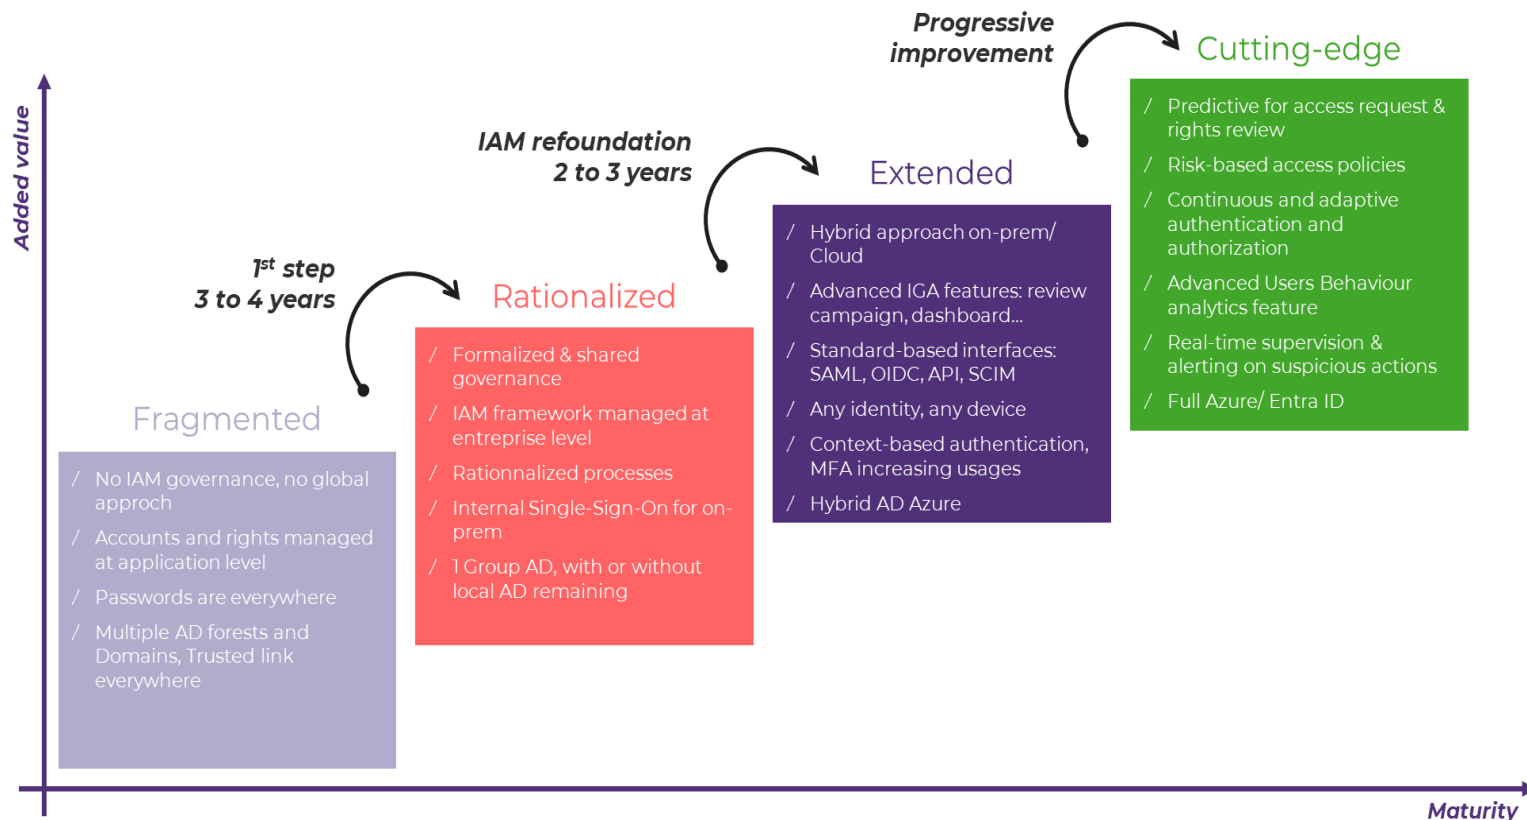 Added value
1st step
3 to 4 years
IAM refoundation
2 to 3 years
Progressive
improvement
Fragmented
/ No IAM governance, no global
approch
/ Accounts and rights managed
at application level
/ Passwords are everywhere
/ Multiple AD forests and
Domains, Trusted link
everywhere
Rationalized
/ Formalized & shared
governance
/ IAM framework managed at
entreprise level
/ Rationnalized processes
/ Internal Single-Sign-On for on-
prem
/ 1 Group AD, with or without
local AD remaining
Extended
/ Hybrid approach on-prem/
Cloud
/ Advanced IGA features: review
campaign, dashboard...
/ Standard-based interfaces:
SAML, OIDC, API, SCIM
/ Any identity, any device
/ Context-based authentication,
MFA increasing usages
/ Hybrid AD Azure
Cutting-edge
/ Predictive for access request &
rights review
/ Risk-based access policies
/ Continuous and adaptive
authentication and
authorization
/ Advanced Users Behaviour
analytics feature
/ Real-time supervision &
alerting on suspicious actions
/ Full Azure/ Entra ID
Maturity